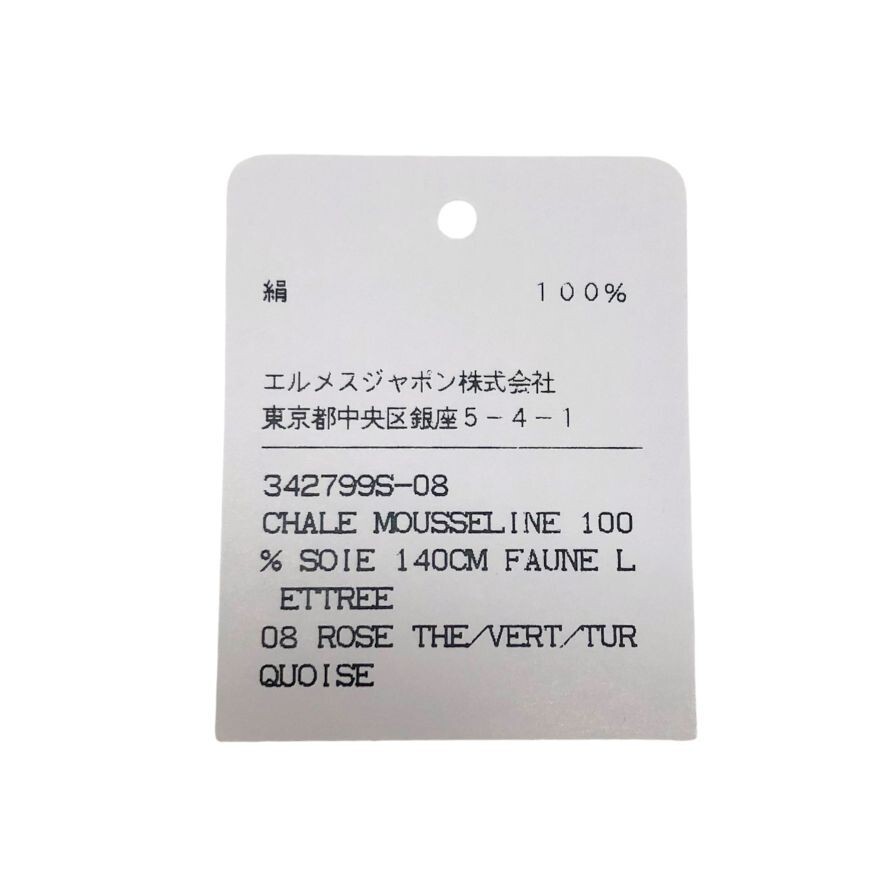 絹 １００％
エルメスジャポン株式会社
東京都中央区銀座５－４－１
342799S-08
CHALE MOUSSELINE 100
% SOIE 140CM FAUNE L
ETTREE
08 ROSE THE/VERT/TUR
QUOISE